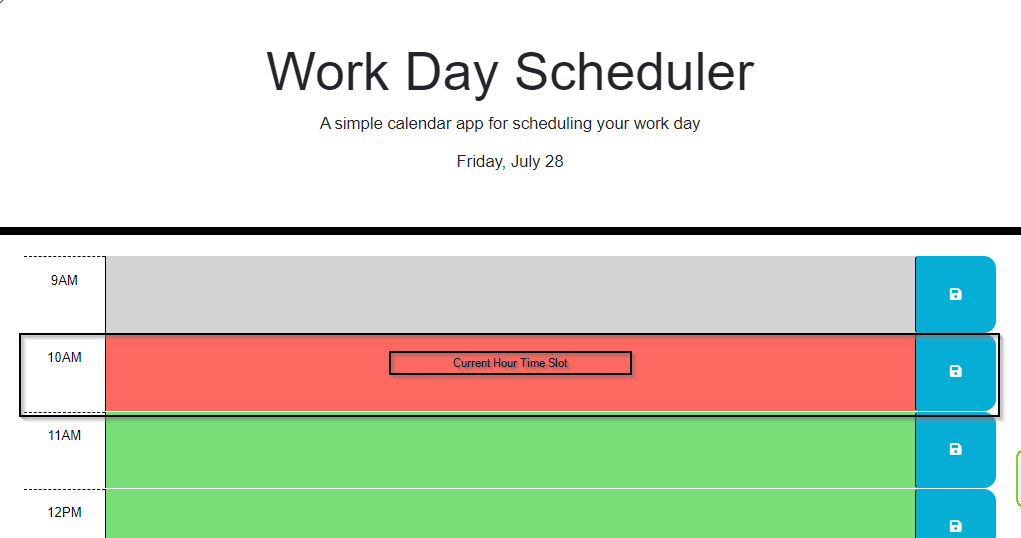 Work Day Scheduler
A simple calendar app for scheduling your work day
Friday, July 28
9AM
10AM
Current Hour Time Slot
11AM
12PM